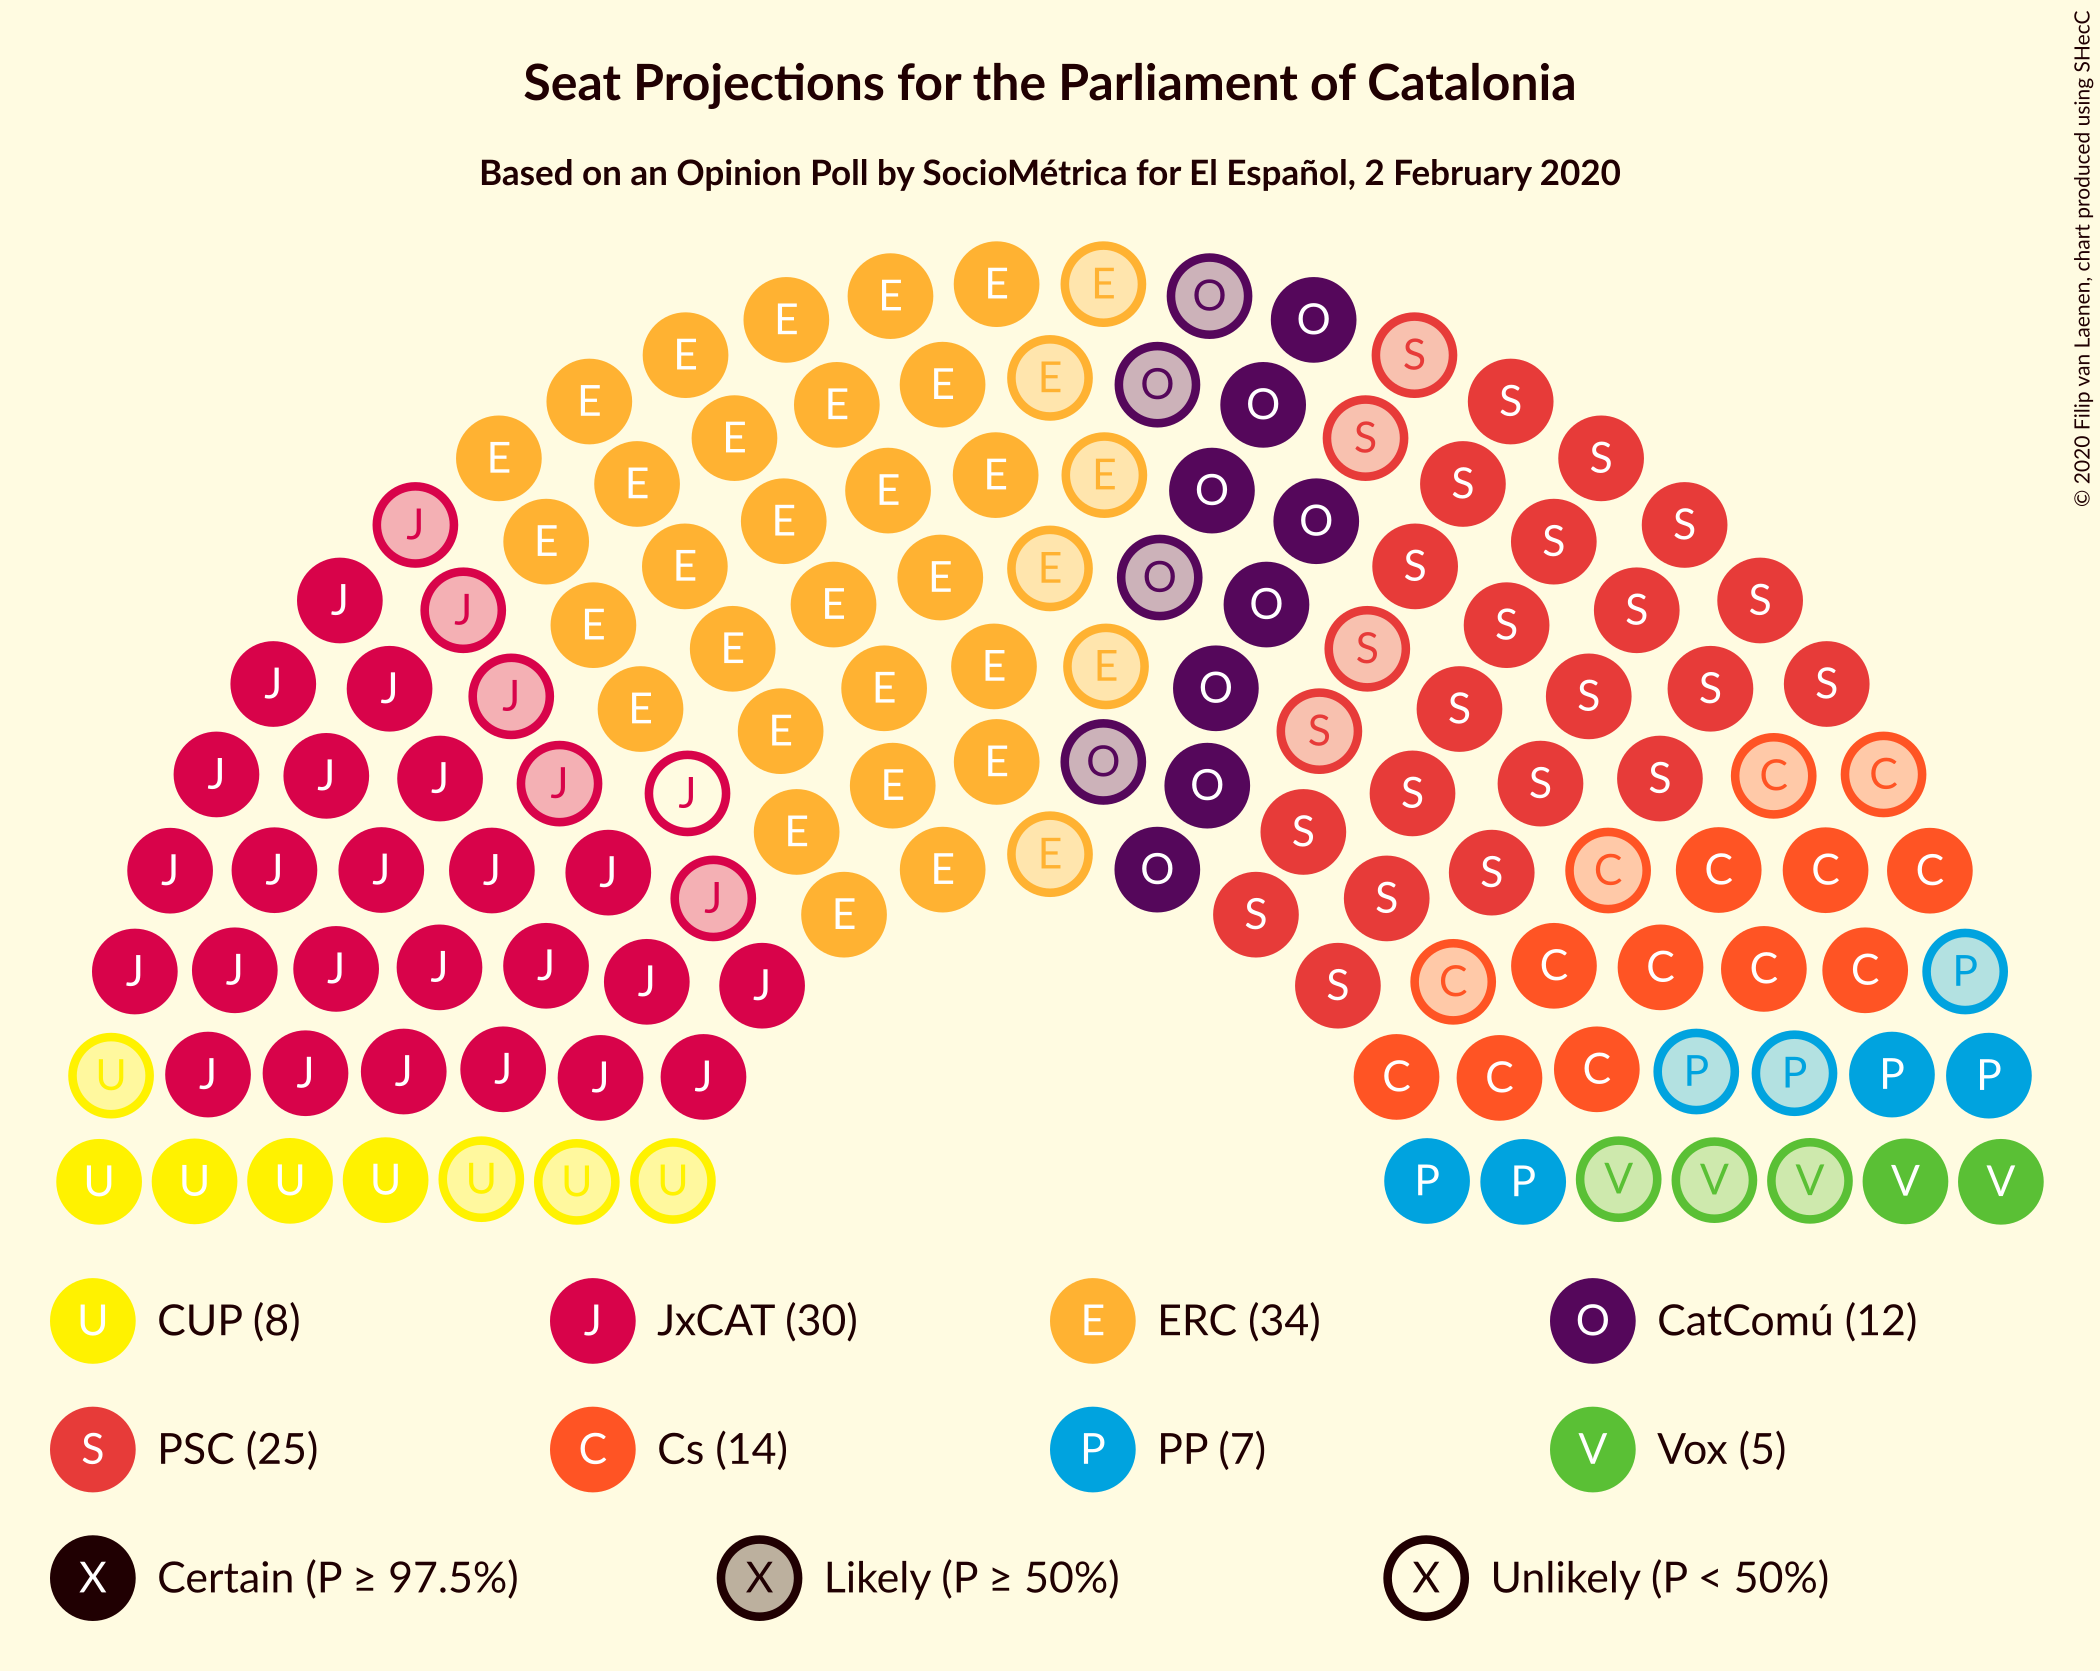 Seat Projections for the Parliament of Catalonia
Based on an Opinion Poll by SocioMétrica for El Español, 2 February 2020
© 2020 Filip van Laenen, chart produced using SHecC
E E E O O
E E S
E E E E O O S
E S S
E E E E E O O S
E E S S
J E E E E O O S S
E E S S
J J E E E E O S S S
J E E S S S
J J J E E E E O O S S S S
J J J J J E E S S S C C
J J J J J J E E E O S S S C C C C
J J J J J J J S C C C C C P
U J J J J J J C C C P P P P
U U U U U U U P P V V V V V
U CUP (8) J JxCAT (30) E ERC (34) O CatComú (12)
S PSC (25) C Cs (14) P PP (7) V Vox (5)
X Certain (P ≥ 97.5%) X Likely (P ≥ 50%) X Unlikely (P < 50%)